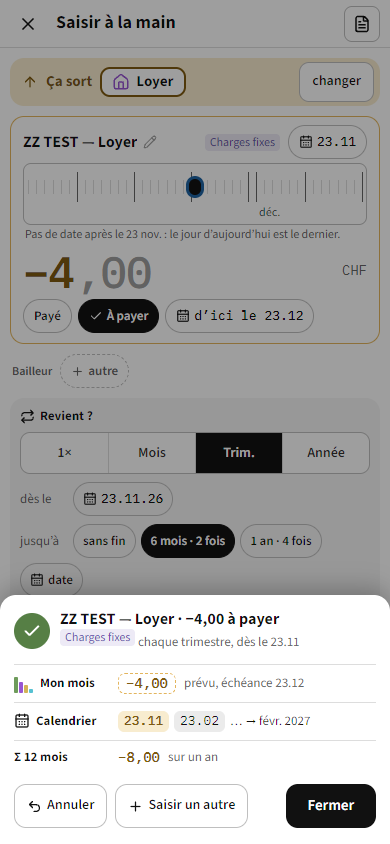 Saisir à la main
Ça sort
Loyer
changer
ZZ TEST — Loyer
Charges fixes
23.11
déc.
Pas de date après le 23 nov. : le jour d’aujourd’hui est le dernier.
−4,00
CHF
Payé
À payer
d’ici le 23.12
Bailleur
autre
Revient ?
1×
Mois
Trim.
Année
dès le
23.11.26
jusqu’à
sans fin
6 mois · 2 fois
1 an · 4 fois
date
ZZ TEST — Loyer · −4,00 à payer
Charges fixes chaque trimestre, dès le 23.11
Mon mois
−4,00
prévu, échéance 23.12
Calendrier
23.11
23.02
… → févr. 2027
Σ 12 mois
−8,00 sur un an
Annuler
Saisir un autre
Fermer